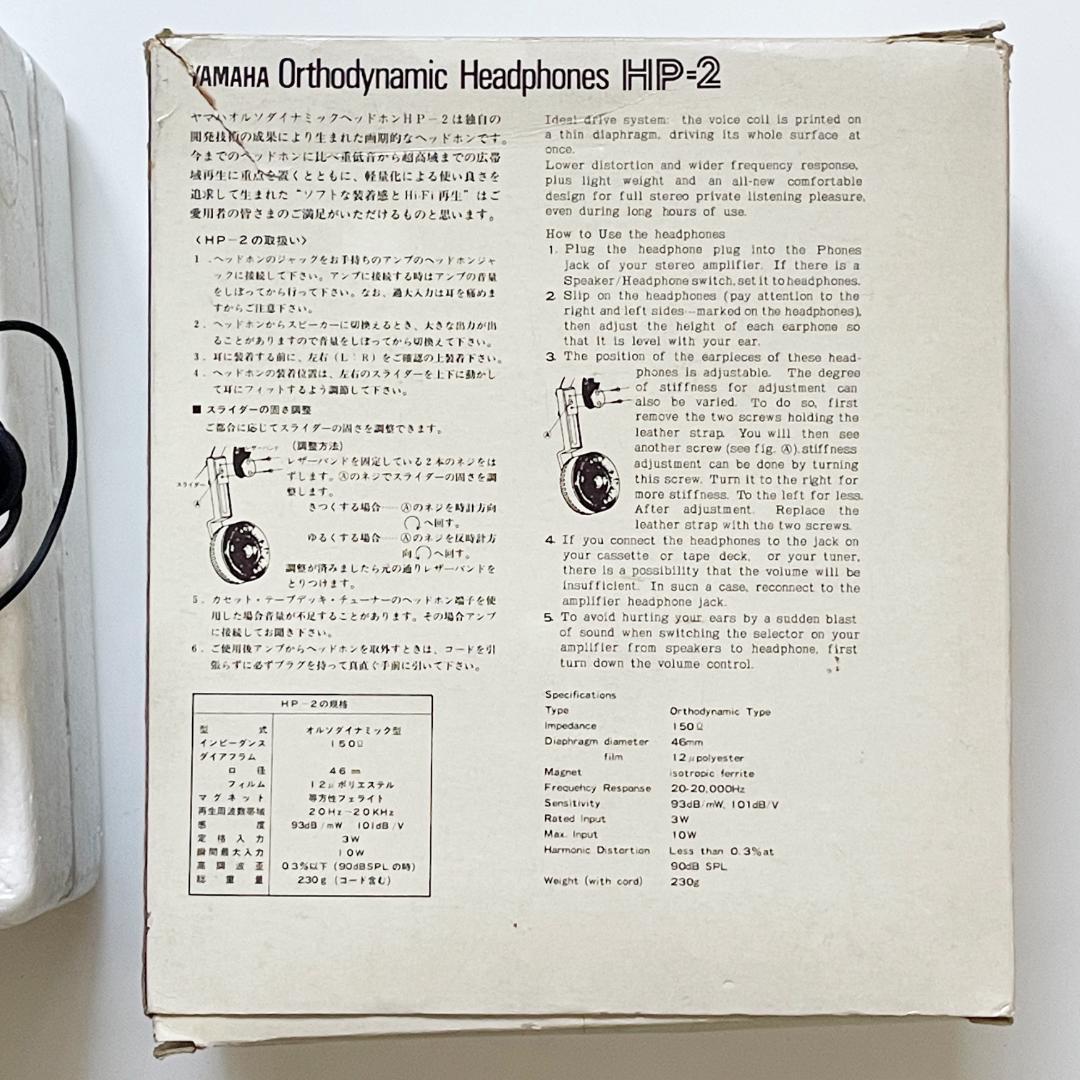 YAMAHA Orthodynamic Headphones HP-2
ヤマハオルソダイナミックヘッドホンHP－2は独自の
開発技術の成果により生まれた画期的なヘッドホンです。
今までのヘッドホンに比べ重低音から超高域までの広帯
域再生に重点を置くとともに、軽量化による使い良さを
追求して生まれた“ソフトな装着感とHi-Fi再生”はご
愛用者の皆さまのご満足がいただけるものと思います。
〈HP－2の取扱い〉
1．ヘッドホンのジャックをお手持ちのアンプのヘッドホンジャ
ックに接続して下さい。アンプに接続する時はアンプの音量
をしぼってから行って下さい。なお、過大入力は耳を痛めま
すからご注意下さい。
2．ヘッドホンからスピーカーに切換えるとき、大きな出力が出
ることがありますので音量をしぼってから切換えて下さい。
3．耳に装着する前に、左右（L：R）をご確認の上装着下さい。
4．ヘッドホンの装着位置は、左右のスライダーを上下に動かし
て耳にフィットするよう調節して下さい。
■ スライダーの固さ調整
ご都合に応じてスライダーの固さを調整できます。
レザーバンド
スライダー
A
（調整方法）
レザーバンドを固定している2本のネジをは
ずします。Ⓐのネジでスライダーの固さを調
整します。
きつくする場合……Ⓐのネジを時計方向
へ回す。
ゆるくする場合……Ⓐのネジを反時計方
向へ回す。
調整が済みましたら元の通りレザーバンドを
とりつけます。
5．カセット・テープデッキ・チューナーのヘッドホン端子を使
用した場合音量が不足することがあります。その場合アンプ
に接続してお聞き下さい。
6．ご使用後アンプからヘッドホンを取外すときは、コードを引
張らずに必ずプラグを持って真直ぐ手前に引いて下さい。
HP－2の規格
型式 オルソダイナミック型
インピーダンス 150Ω
ダイアフラム
口径 46㎜
フィルム 12μポリエステル
マグネット 等方性フェライト
再生周波数帯域 20Hz～20KHz
感度 93dB/mW 101dB/V
定格入力 3W
瞬間最大入力 10W
高調波歪 0.3%以下（90dBSPLの時）
総重量 230g（コード含む）
Ideal drive system: the voice coil is printed on
a thin diaphragm, driving its whole surface at
once.
Lower distortion and wider frequency response,
plus light weight and an all-new comfortable
design for full stereo private listening pleasure,
even during long hours of use.
How to Use the headphones
1. Plug the headphone plug into the Phones
jack of your stereo amplifier. If there is a
Speaker/Headphone switch, set it to headphones.
2. Slip on the headphones (pay attention to the
right and left sides--marked on the headphones),
then adjust the height of each earphone so
that it is level with your ear.
3. The position of the earpieces of these head-
phones is adjustable. The degree
of stiffness for adjustment can
also be varied. To do so, first
remove the two screws holding the
leather strap. You will then see
another screw (see fig. Ⓐ). stiffness
adjustment can be done by turning
this screw. Turn it to the right for
more stiffness. To the left for less.
After adjustment. Replace the
leather strap with the two screws.
A
4. If you connect the headphones to the jack on
your cassette or tape deck, or your tuner,
there is a possibility that the volume will be
insufficient. In such a case, reconnect to the
amplifier headphone jack.
5. To avoid hurting your ears by a sudden blast
of sound when switching the selector on your
amplifier from speakers to headphone, first
turn down the volume control.
Specifications
Type Orthodynamic Type
Impedance 150Ω
Diaphragm diameter 46mm
film 12μpolyester
Magnet isotropic ferrite
Frequency Response 20-20,000Hz
Sensitivity 93dB/mW, 101dB/V
Rated Input 3W
Max. Input 10W
Harmonic Distortion Less than 0.3%at
90dB SPL
Weight (with cord) 230g